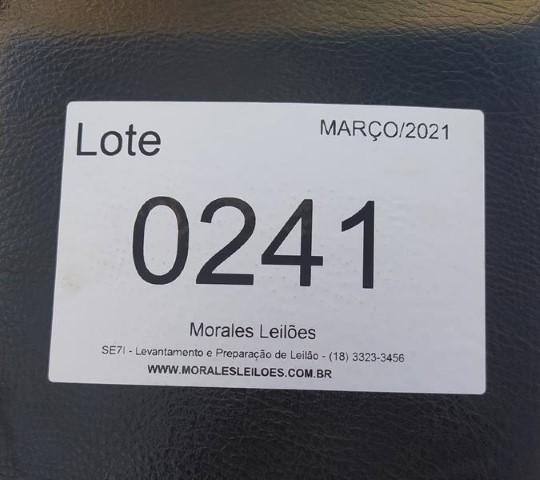 Lote
MARÇO/2021
0241
Morales Leilões
SE7I - Levantamento e Preparação de Leilão - (18) 3323-3456
WWW.MORALESLEILOES.COM.BR